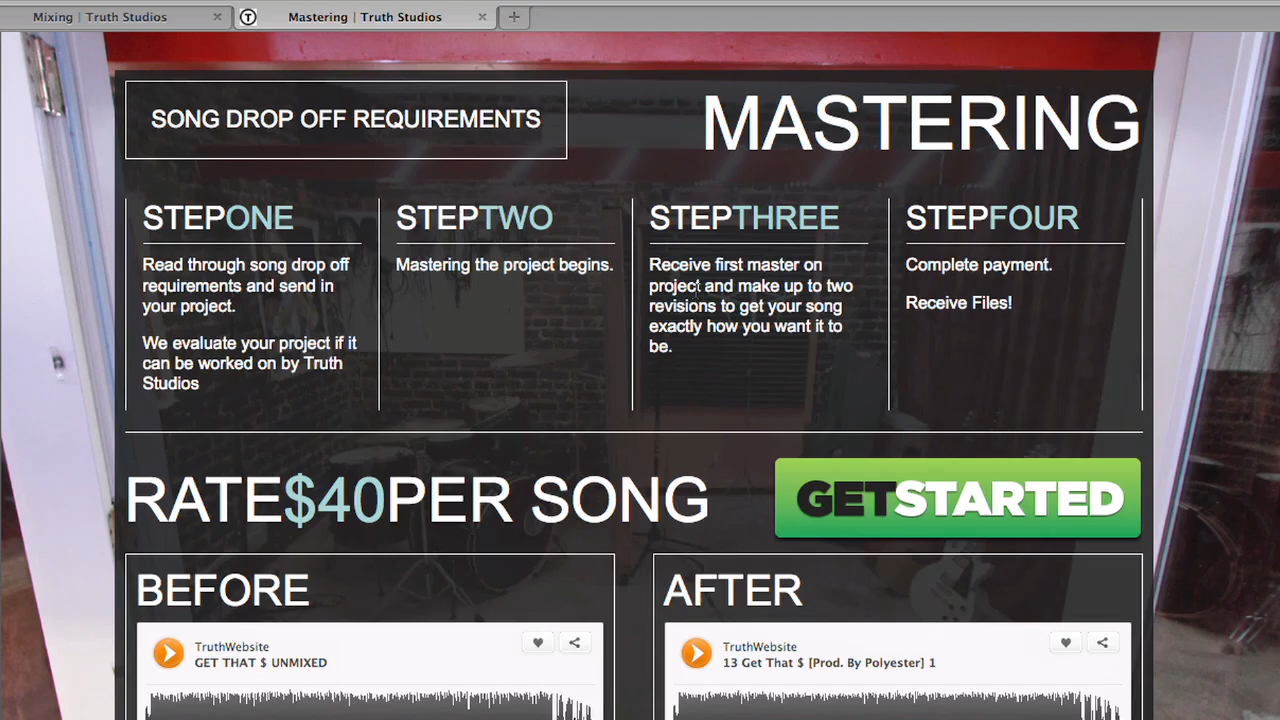 Mixing | Truth Studios
T
Mastering | Truth Studios
SONG DROP OFF REQUIREMENTS
MASTERING
STEPONE
Read through song drop off
requirements and send in
your project.
We evaluate your project if it
can be worked on by Truth
Studios
STEPTWO
Mastering the project begins.
STEPTHREE
Receive first master on
project and make up to two
revisions to get your song
exactly how you want it to
be.
STEPFOUR
Complete payment.
Receive Files!
RATE$40PER SONG
GETSTARTED
BEFORE
TruthWebsite
GET THAT $ UNMIXED
AFTER
TruthWebsite
13 Get That $ [Prod. By Polyester] 1